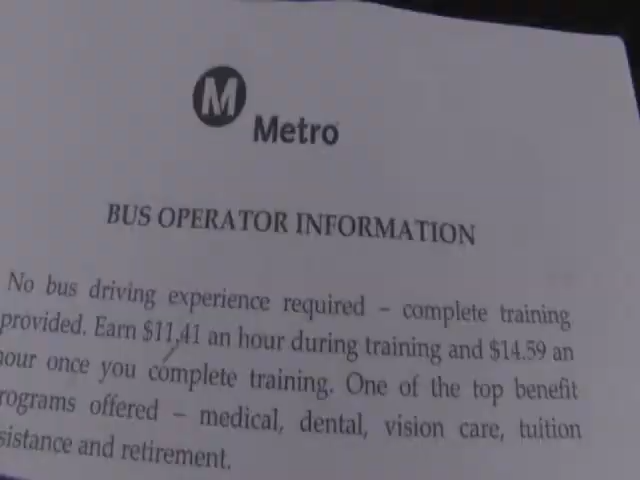 M
Metro
BUS OPERATOR INFORMATION
No bus driving experience required – complete training
provided. Earn $11,41 an hour during training and $14.59 an
hour once you complete training. One of the top benefit
rograms offered – medical, dental, vision care, tuition
sistance and retirement.